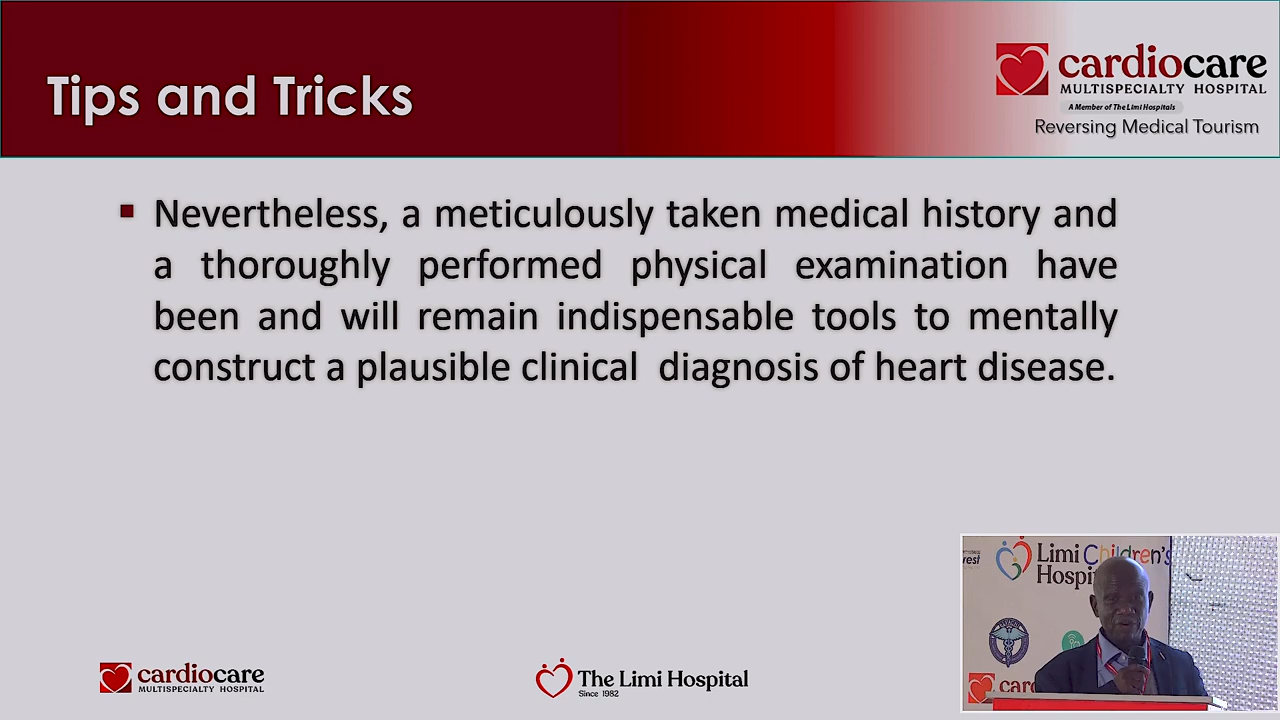 Tips and Tricks
cardiocare
MULTISPECIALTY HOSPITAL
A Member of The Limi Hospitals
Reversing Medical Tourism
Nevertheless, a meticulously taken medical history and
a thoroughly performed physical examination have
been and will remain indispensable tools to mentally
construct a plausible clinical diagnosis of heart disease.
Limi Children's
Hospi
card
cardiocare
MULTISPECIALTY HOSPITAL
The Limi Hospital
Since 1982